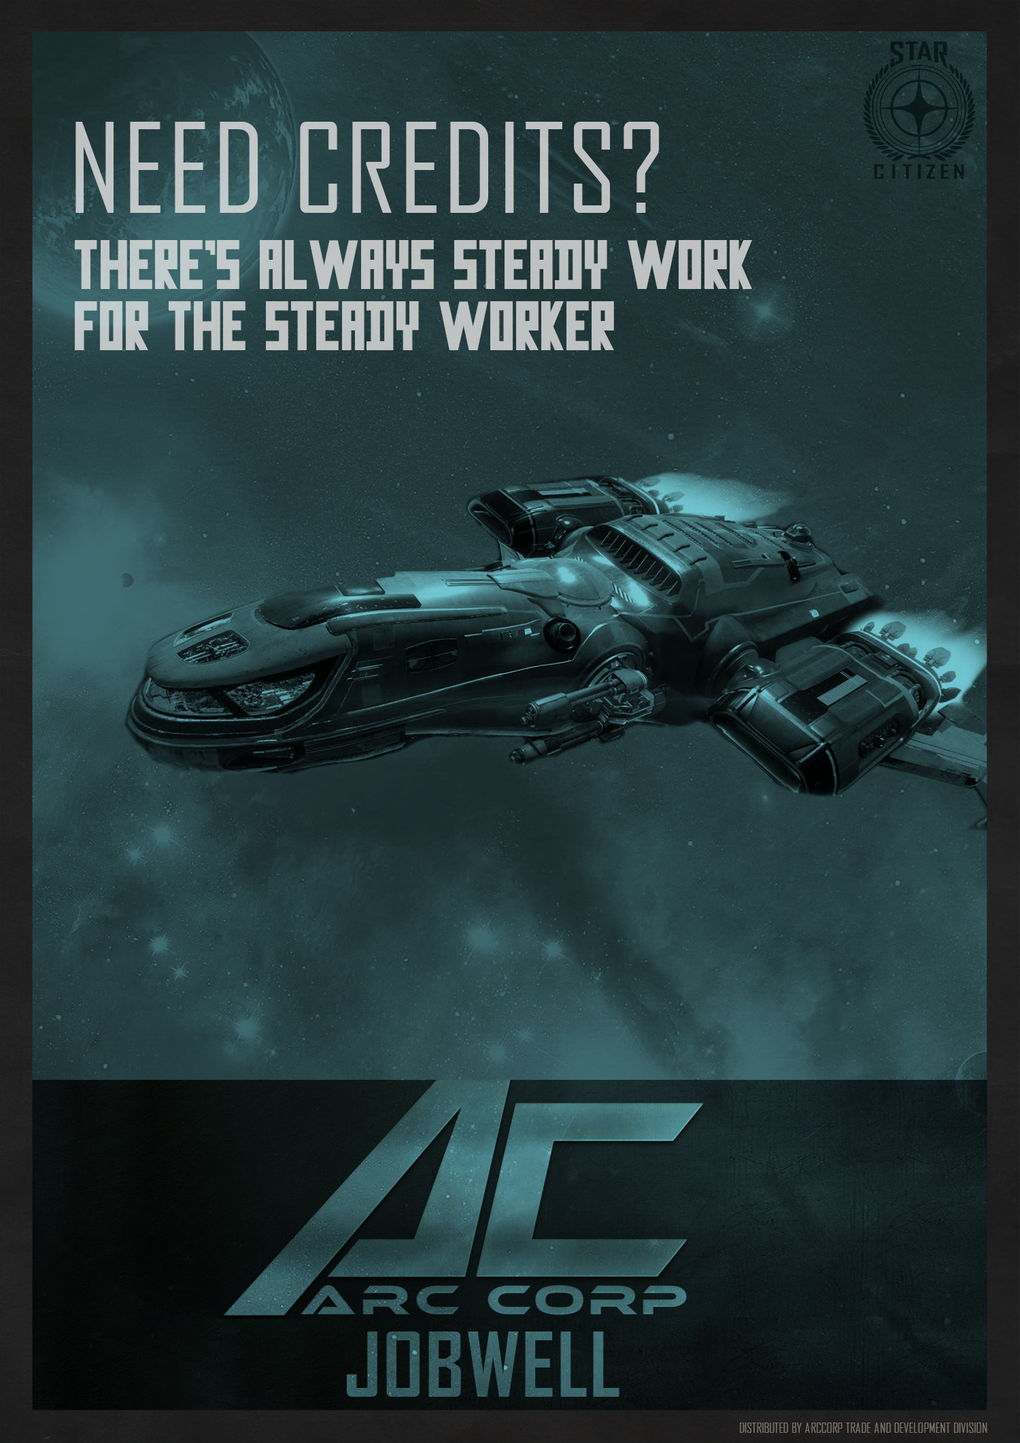 STAR
CITIZEN
NEED CREDITS?
THERE'S ALWAYS STEADY WORK
FOR THE STEADY WORKER
AC
ARC CORP
JOBWELL
DISTRIBUTED BY ARCCORP TRADE AND DEVELOPMENT DIVISION